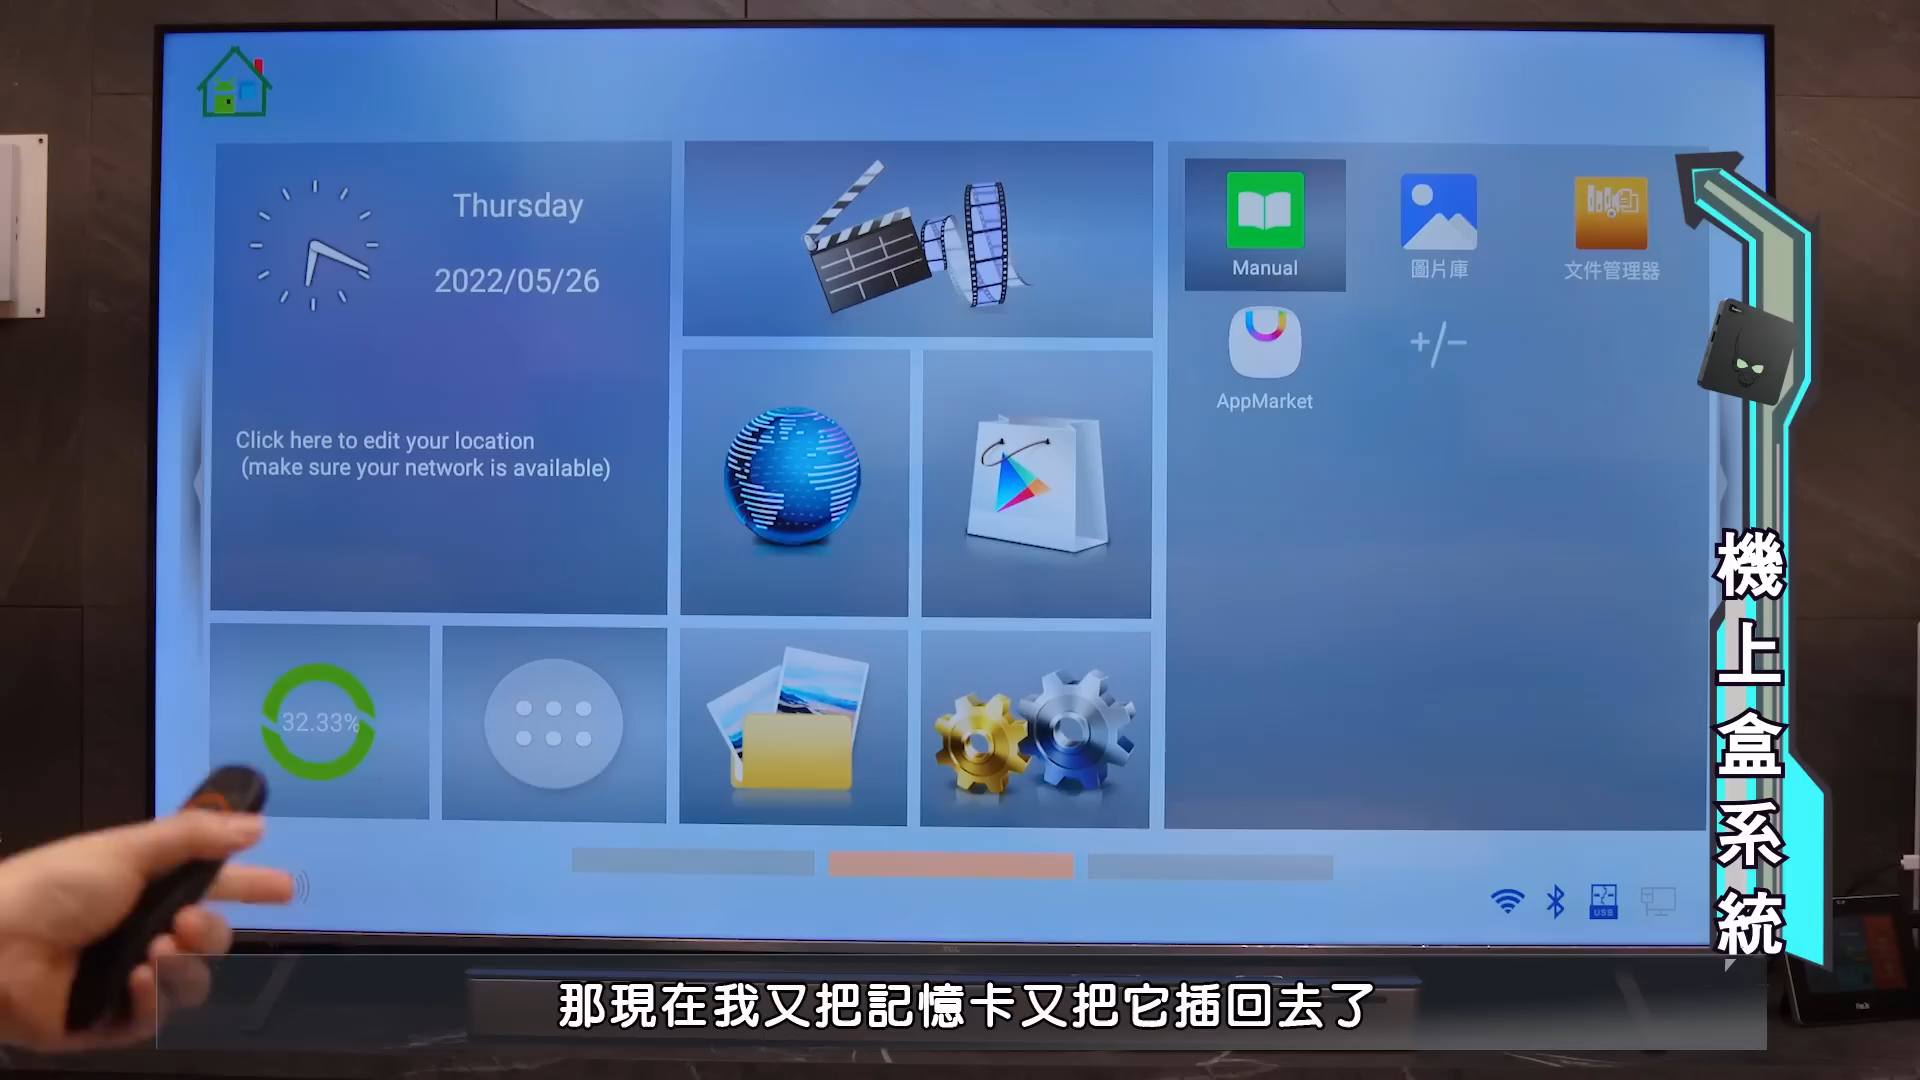 Thursday
2022/05/26
Click here to edit your location
(make sure your network is available)
32.33%
Manual
圖片庫
文件管理器
AppMarket
+/−
USB
TCL
機上盒系統
那現在我又把記憶卡又把它插回去了